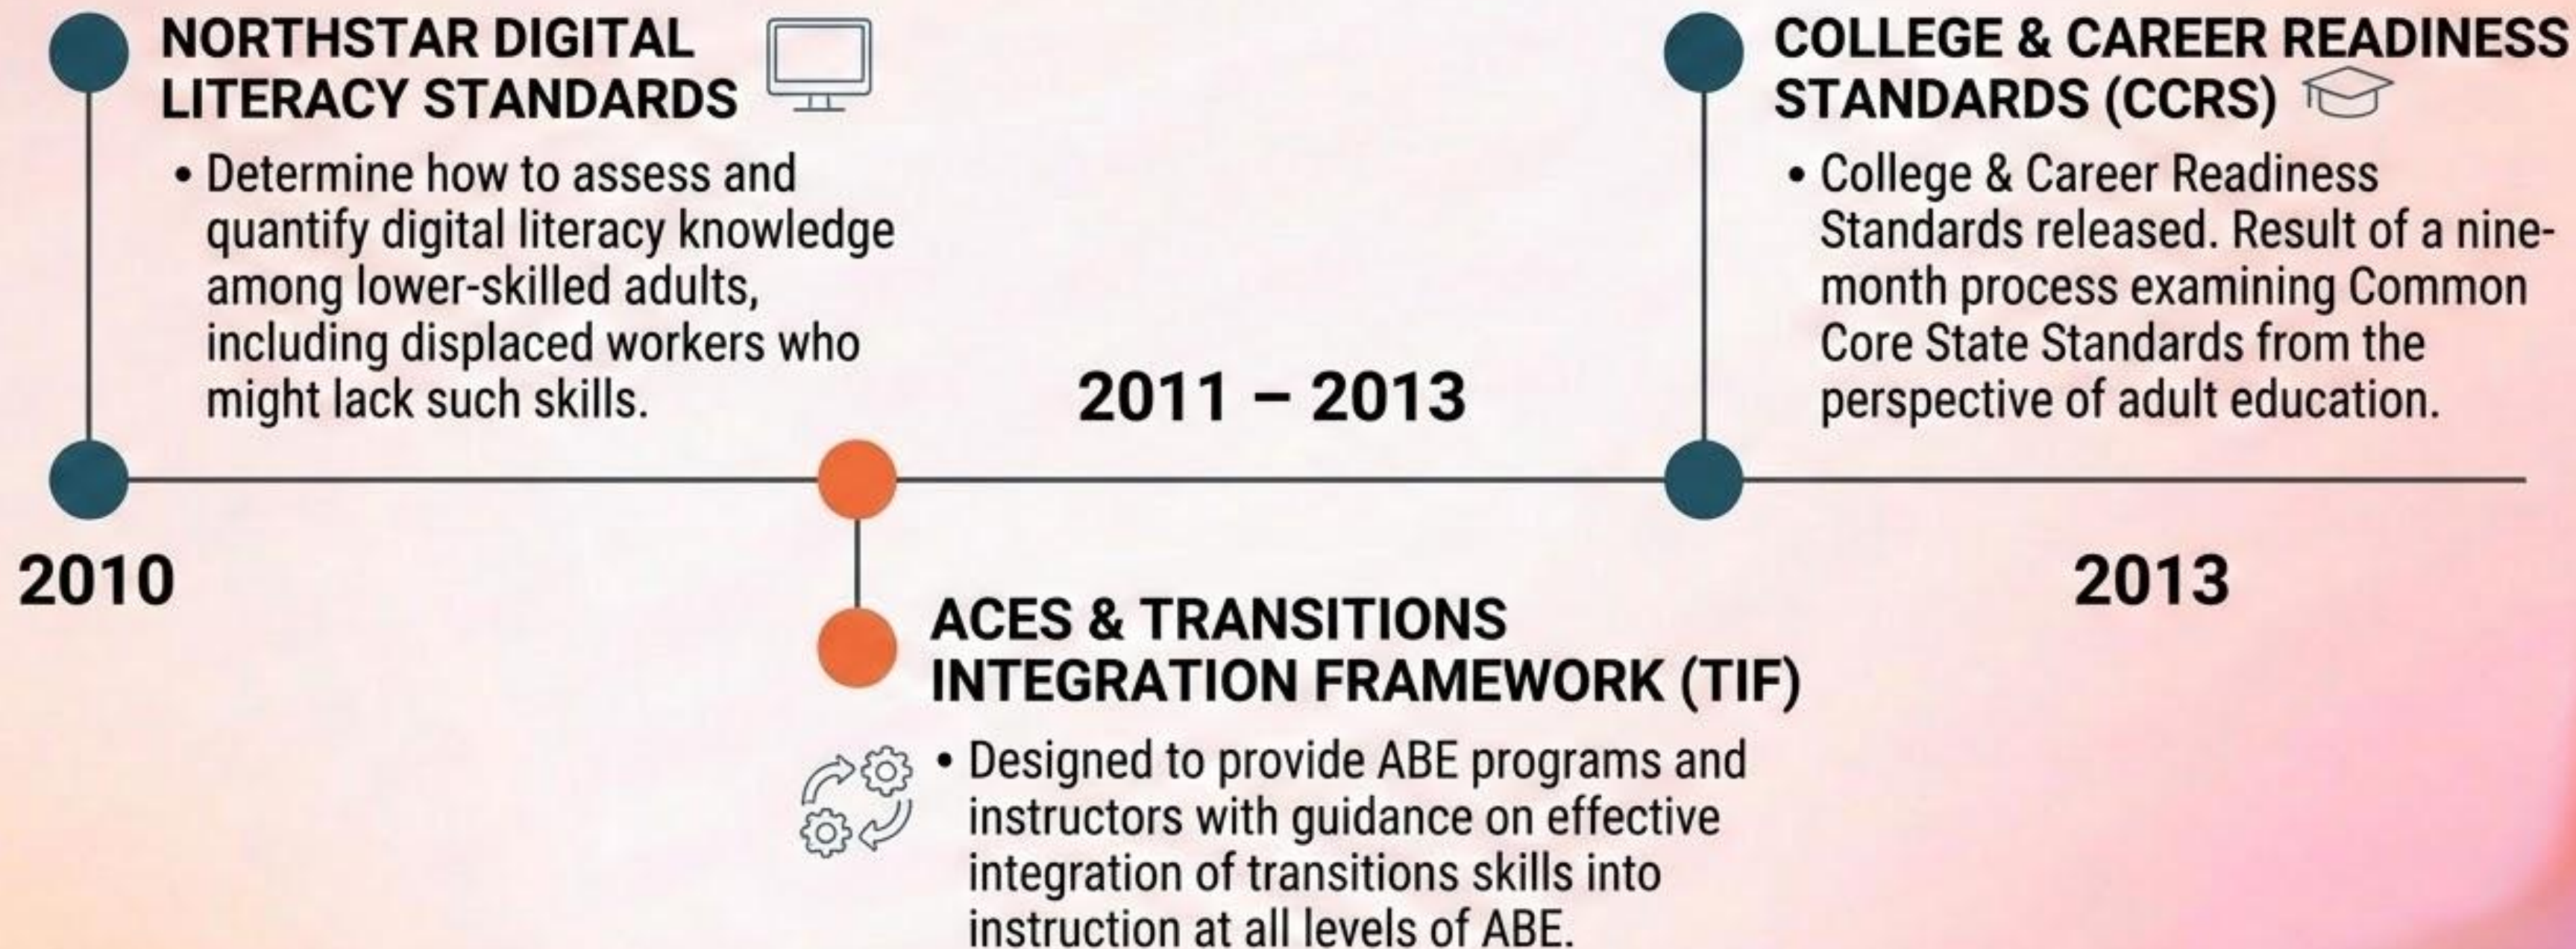 NORTHSTAR DIGITAL
LITERACY STANDARDS
• Determine how to assess and
quantify digital literacy knowledge
among lower-skilled adults,
including displaced workers who
might lack such skills.
2010
2011 – 2013
ACES & TRANSITIONS
INTEGRATION FRAMEWORK (TIF)
• Designed to provide ABE programs and
instructors with guidance on effective
integration of transitions skills into
instruction at all levels of ABE.
COLLEGE & CAREER READINESS
STANDARDS (CCRS)
• College & Career Readiness
Standards released. Result of a nine-
month process examining Common
Core State Standards from the
perspective of adult education.
2013